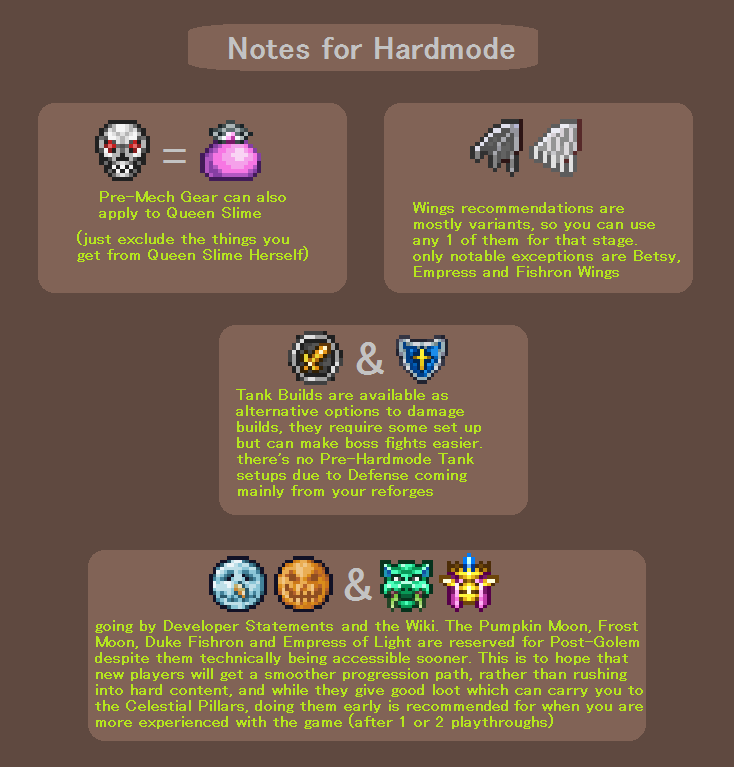 Notes for Hardmode
=
Pre-Mech Gear can also
apply to Queen Slime
(just exclude the things you
get from Queen Slime Herself)
Wings recommendations are
mostly variants, so you can use
any 1 of them for that stage.
only notable exceptions are Betsy,
Empress and Fishron Wings
&
Tank Builds are available as
alternative options to damage
builds, they require some set up
but can make boss fights easier.
there's no Pre-Hardmode Tank
setups due to Defense coming
mainly from your reforges
&
going by Developer Statements and the Wiki. The Pumpkin Moon, Frost
Moon, Duke Fishron and Empress of Light are reserved for Post-Golem
despite them technically being accessible sooner. This is to hope that
new players will get a smoother progression path, rather than rushing
into hard content, and while they give good loot which can carry you to
the Celestial Pillars, doing them early is recommended for when you are
more experienced with the game (after 1 or 2 playthroughs)